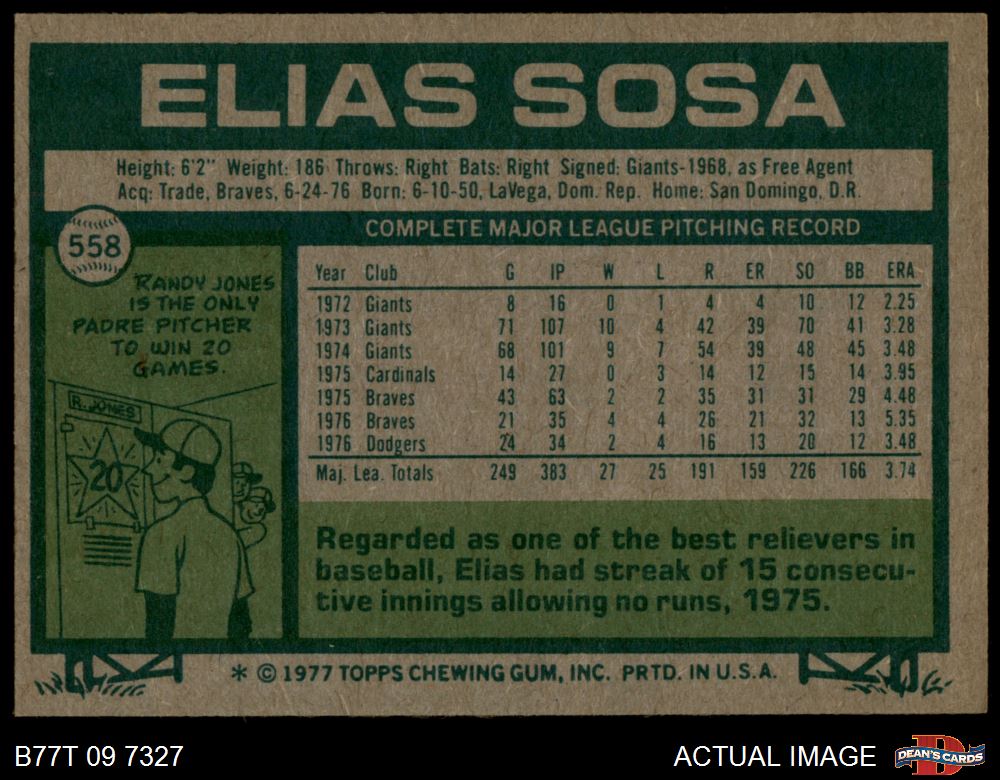 ELIAS SOSA
Height: 6'2" Weight: 186 Throws: Right Bats: Right Signed: Giants-1968, as Free Agent
Acq: Trade, Braves, 6-24-76 Born: 6-10-50, LaVega, Dom. Rep. Home: San Domingo, D.R.
558
RANDY JONES
IS THE ONLY
PADRE PITCHER
TO WIN 20
GAMES.
R. JONES
20
COMPLETE MAJOR LEAGUE PITCHING RECORD
Year Club G IP W L R ER SO BB ERA
1972 Giants 8 16 0 1 4 4 10 12 2.25
1973 Giants 71 107 10 4 42 39 70 41 3.28
1974 Giants 68 101 9 7 54 39 48 45 3.48
1975 Cardinals 14 27 0 3 14 12 15 14 3.95
1975 Braves 43 63 2 2 35 31 31 29 4.48
1976 Braves 21 35 4 4 26 21 32 13 5.35
1976 Dodgers 24 34 2 4 16 13 20 12 3.48
Maj. Lea. Totals 249 383 27 25 191 159 226 166 3.74
Regarded as one of the best relievers in
baseball, Elias had streak of 15 consecu-
tive innings allowing no runs, 1975.
* © 1977 TOPPS CHEWING GUM, INC. PRTD. IN U.S.A.
B77T 09 7327
ACTUAL IMAGE
DEAN'S CARDS